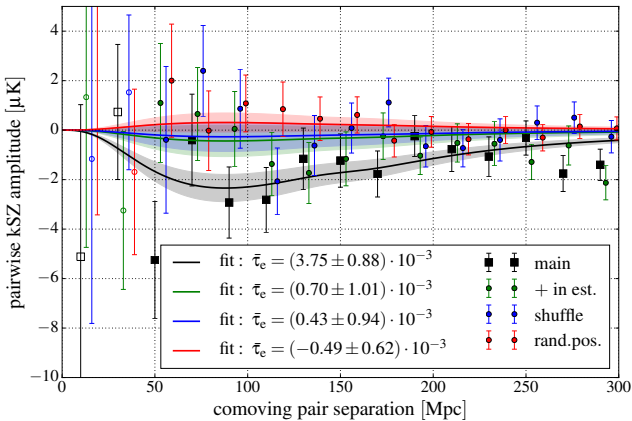 pairwise kSZ amplitude [μK]
4
2
0
−2
−4
−6
−8
−10
fit : τ̄e = (3.75 ± 0.88) · 10⁻³
fit : τ̄e = (0.70 ± 1.01) · 10⁻³
fit : τ̄e = (0.43 ± 0.94) · 10⁻³
fit : τ̄e = (−0.49 ± 0.62) · 10⁻³
main
+ in est.
shuffle
rand.pos.
0 50 100 150 200 250 300
comoving pair separation [Mpc]